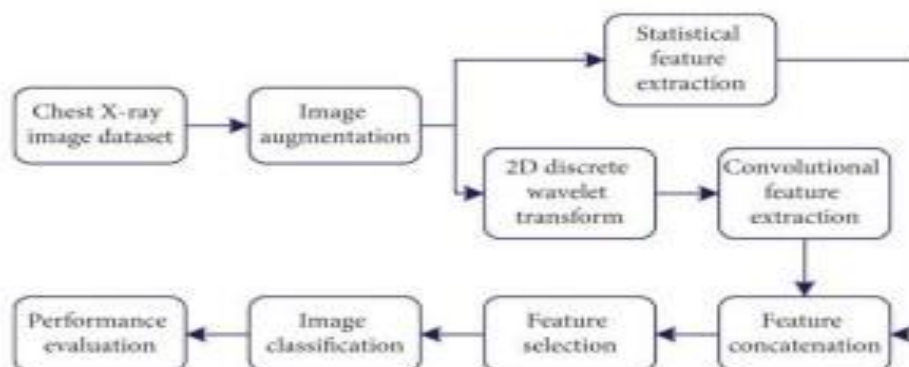 Statistical
feature
extraction
Chest X-ray
image dataset
Image
augmentation
2D discrete
wavelet
transform
Convolutional
feature
extraction
Performance
evaluation
Image
classification
Feature
selection
Feature
concatenation